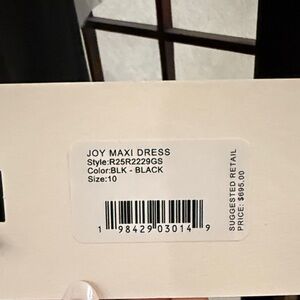 JOY MAXI DRESS
Style:R25R2229GS
Color:BLK - BLACK
Size:10
1 98429 03014 9
SUGGESTED RETAIL
PRICE: $695.00